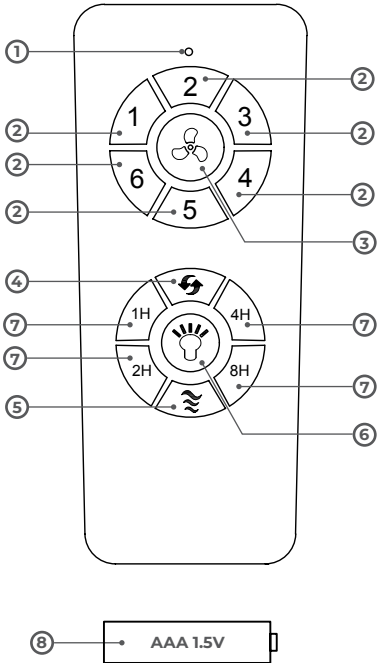 ①
2 ②
② 1 3 ②
② 6 4 ②
② 5 ③
④
⑦ 1H 4H ⑦
⑦ 2H 8H ⑦
⑤ ⑥
⑧ AAA 1.5V